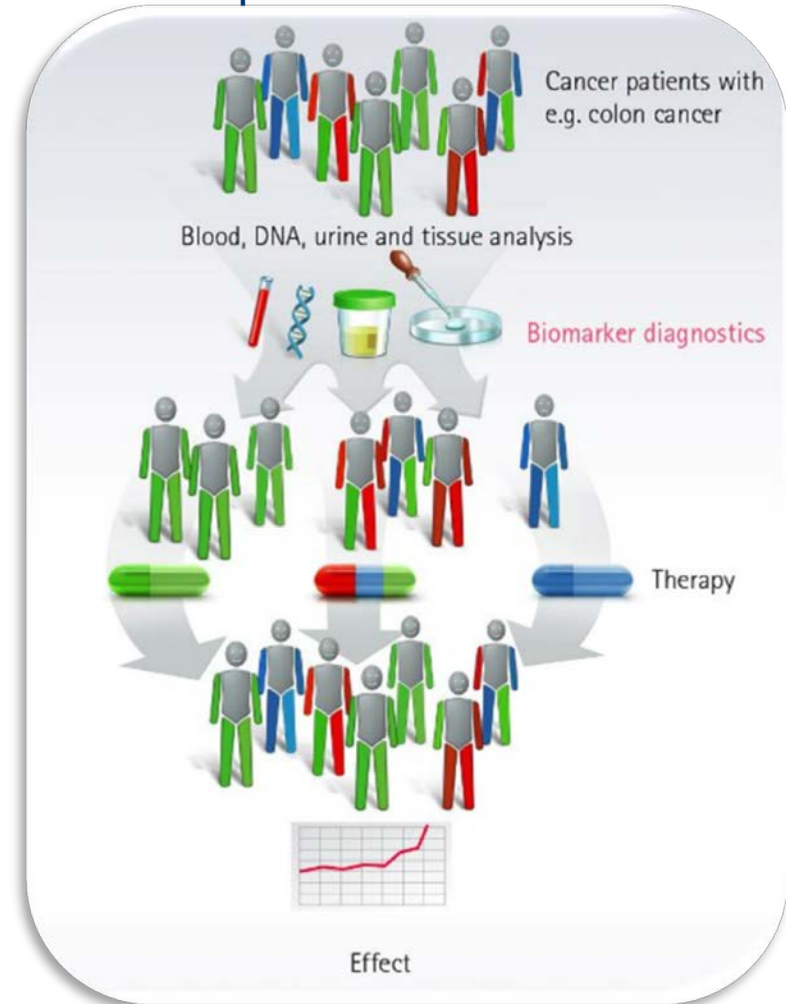 Cancer patients with
e.g. colon cancer
Blood, DNA, urine and tissue analysis
Biomarker diagnostics
Therapy
Effect